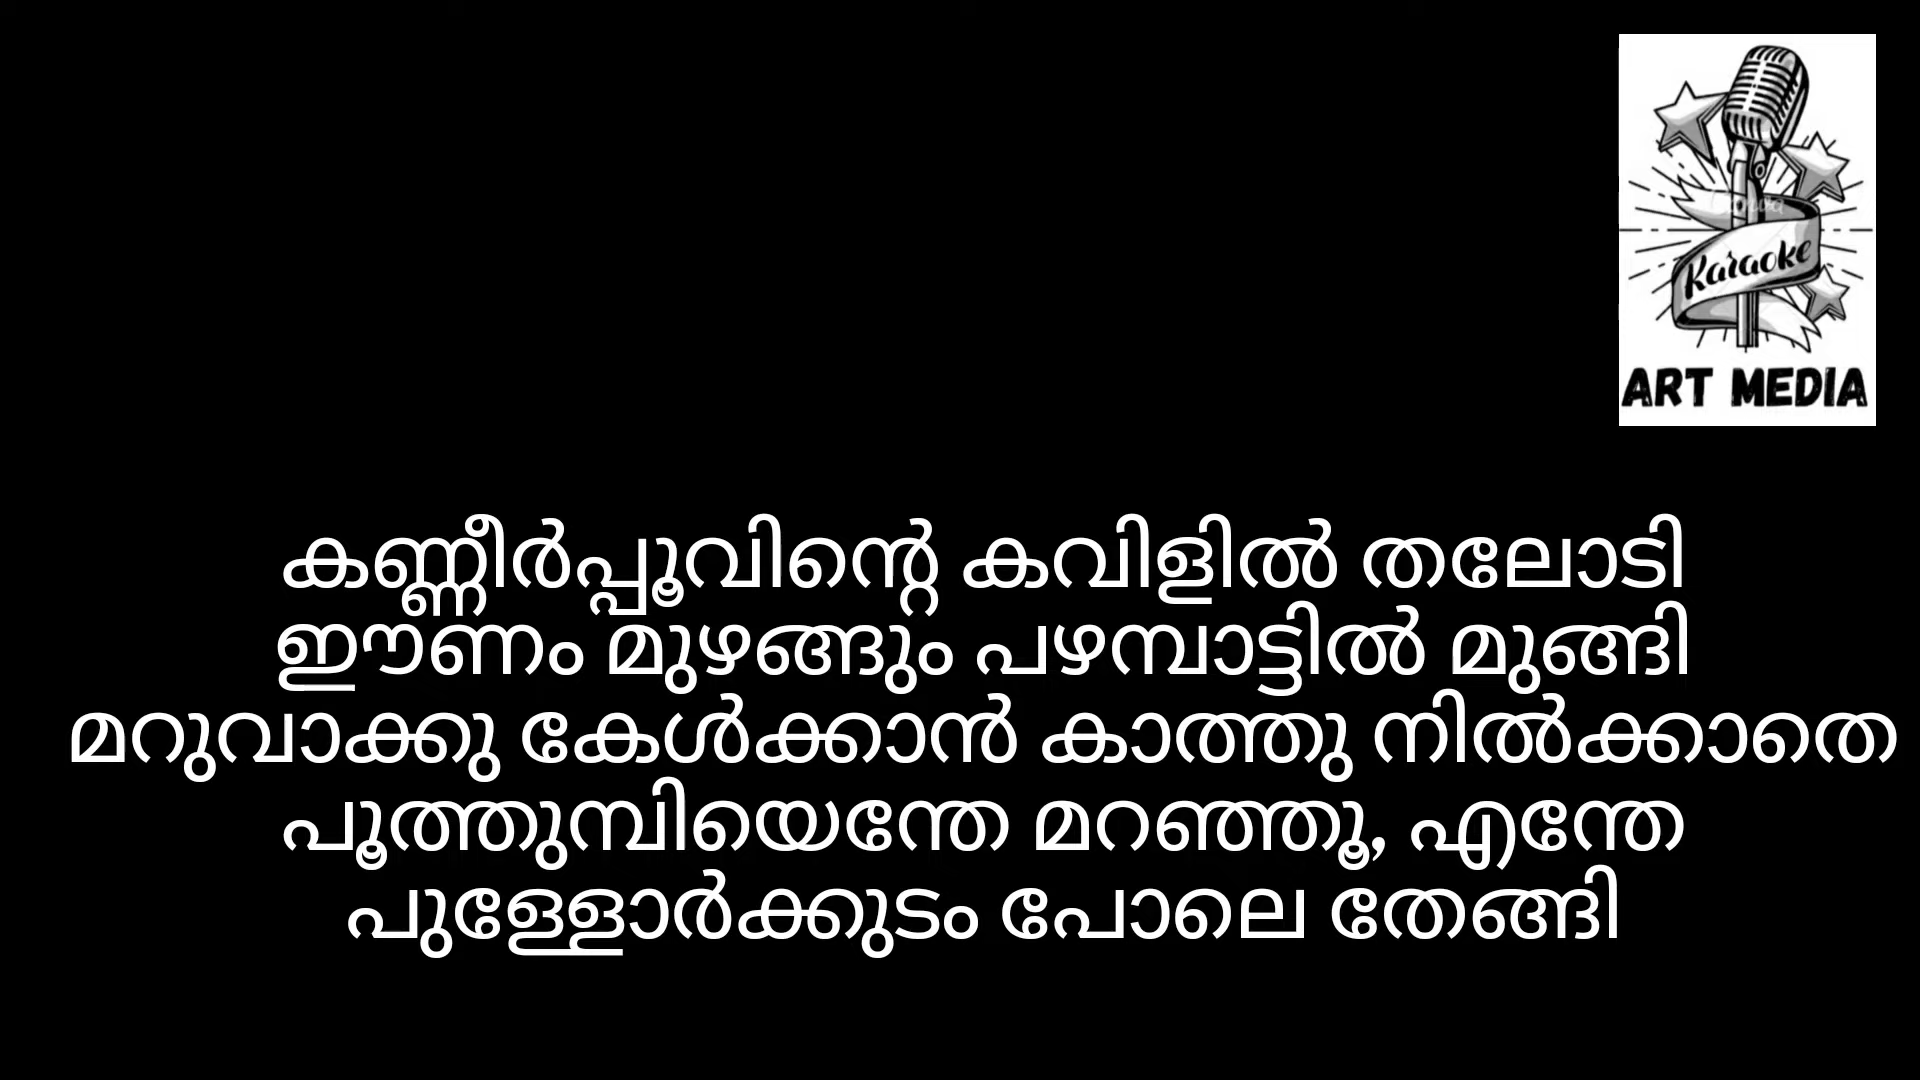 Karaoke
ART MEDIA
കണ്ണീർപ്പൂവിന്റെ കവിളിൽ തലോടി
ഈണം മുഴങ്ങും പഴമ്പാട്ടിൽ മുങ്ങി
മറുവാക്കു കേൾക്കാൻ കാത്തു നിൽക്കാതെ
പൂത്തുമ്പിയെന്തേ മറഞ്ഞൂ, എന്തേ
പുള്ളോർക്കുടം പോലെ തേങ്ങി